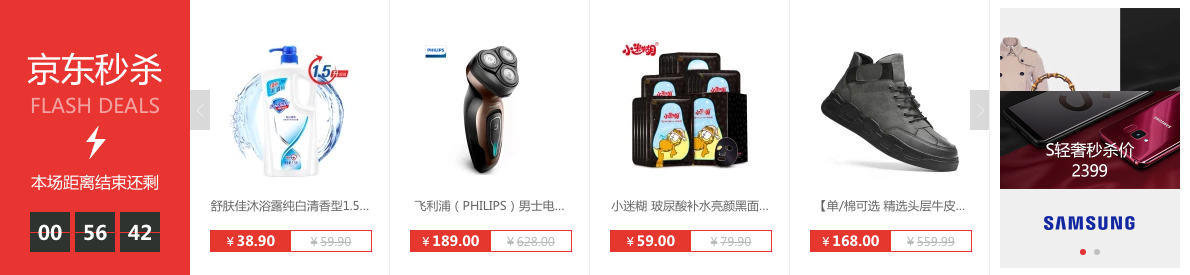 京东秒杀
FLASH DEALS
本场距离结束还剩
00 56 42
1.5升
舒肤佳沐浴露纯白清香型1.5...
¥38.90 ¥59.90
PHILIPS
飞利浦（PHILIPS）男士电...
¥189.00 ¥628.00
小迷糊
小迷糊 玻尿酸补水亮颜黑面...
¥59.00 ¥79.90
【单/棉可选 精选头层牛皮...
¥168.00 ¥559.99
SAMSUNG
S轻奢秒杀价
2399
SAMSUNG